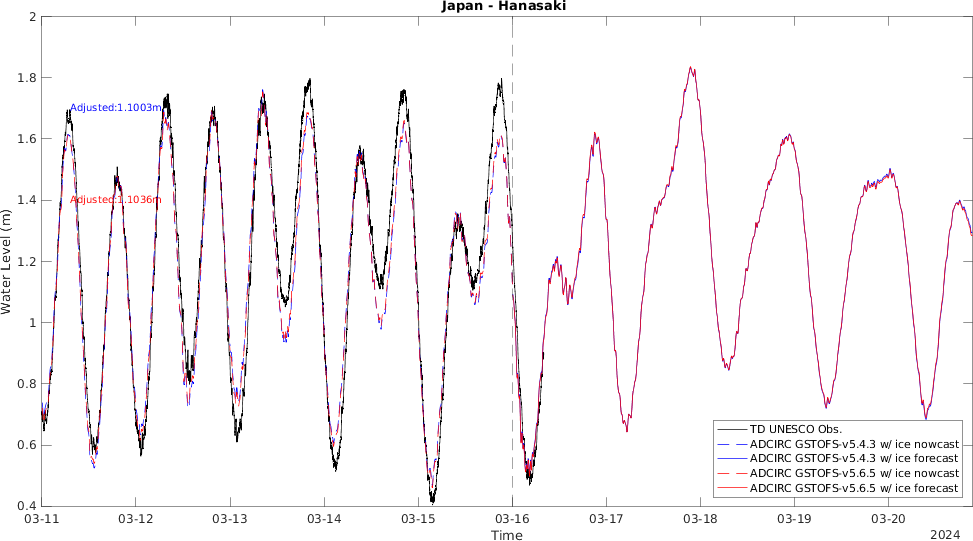 Japan - Hanasaki
2
1.8
1.6
1.4
1.2
1
0.8
0.6
0.4
Water Level (m)
Adjusted:1.1003m
Adjusted:1.1036m
TD UNESCO Obs.
ADCIRC GSTOFS-v5.4.3 w/ ice nowcast
ADCIRC GSTOFS-v5.4.3 w/ ice forecast
ADCIRC GSTOFS-v5.6.5 w/ ice nowcast
ADCIRC GSTOFS-v5.6.5 w/ ice forecast
03-11 03-12 03-13 03-14 03-15 03-16 03-17 03-18 03-19 03-20
Time
2024